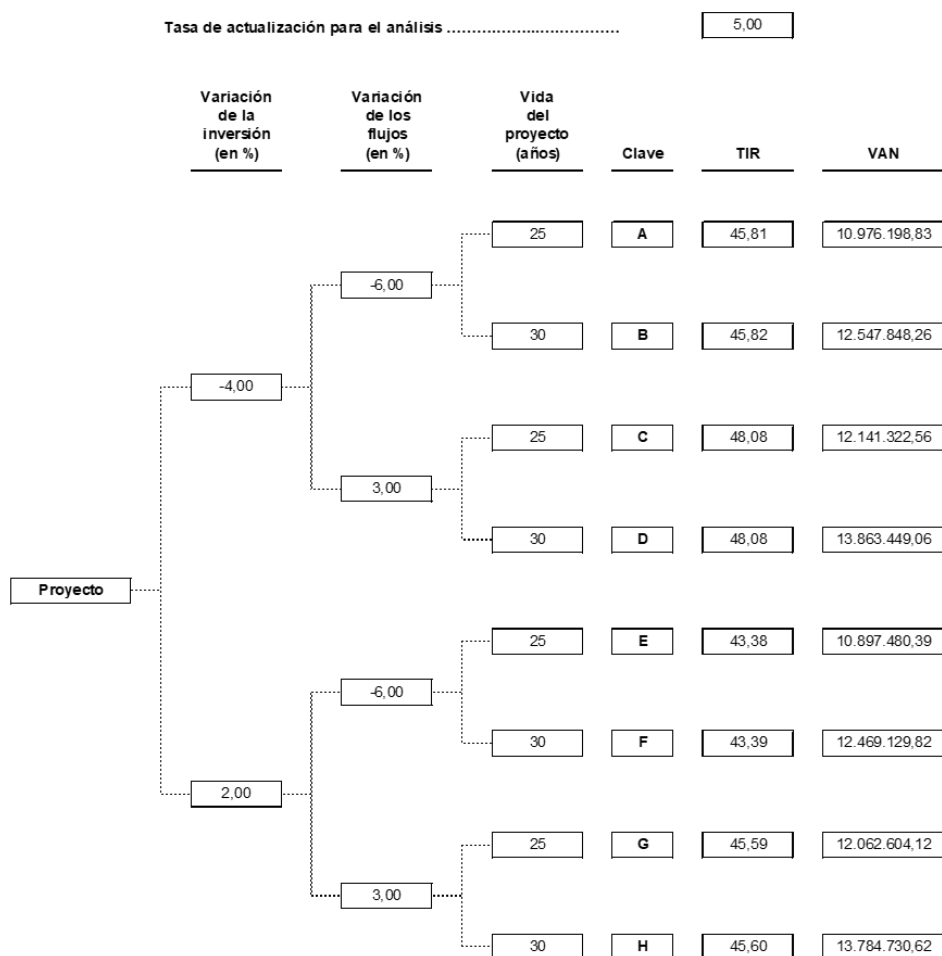 Tasa de actualización para el análisis ......................................... 5,00
Variación Variación Vida
de la de los del
inversión flujos proyecto
(en %) (en %) (años) Clave TIR VAN
25 A 45,81 10.976.198,83
-6,00
30 B 45,82 12.547.848,26
-4,00
25 C 48,08 12.141.322,56
3,00
30 D 48,08 13.863.449,06
Proyecto
25 E 43,38 10.897.480,39
-6,00
30 F 43,39 12.469.129,82
2,00
25 G 45,59 12.062.604,12
3,00
30 H 45,60 13.784.730,62